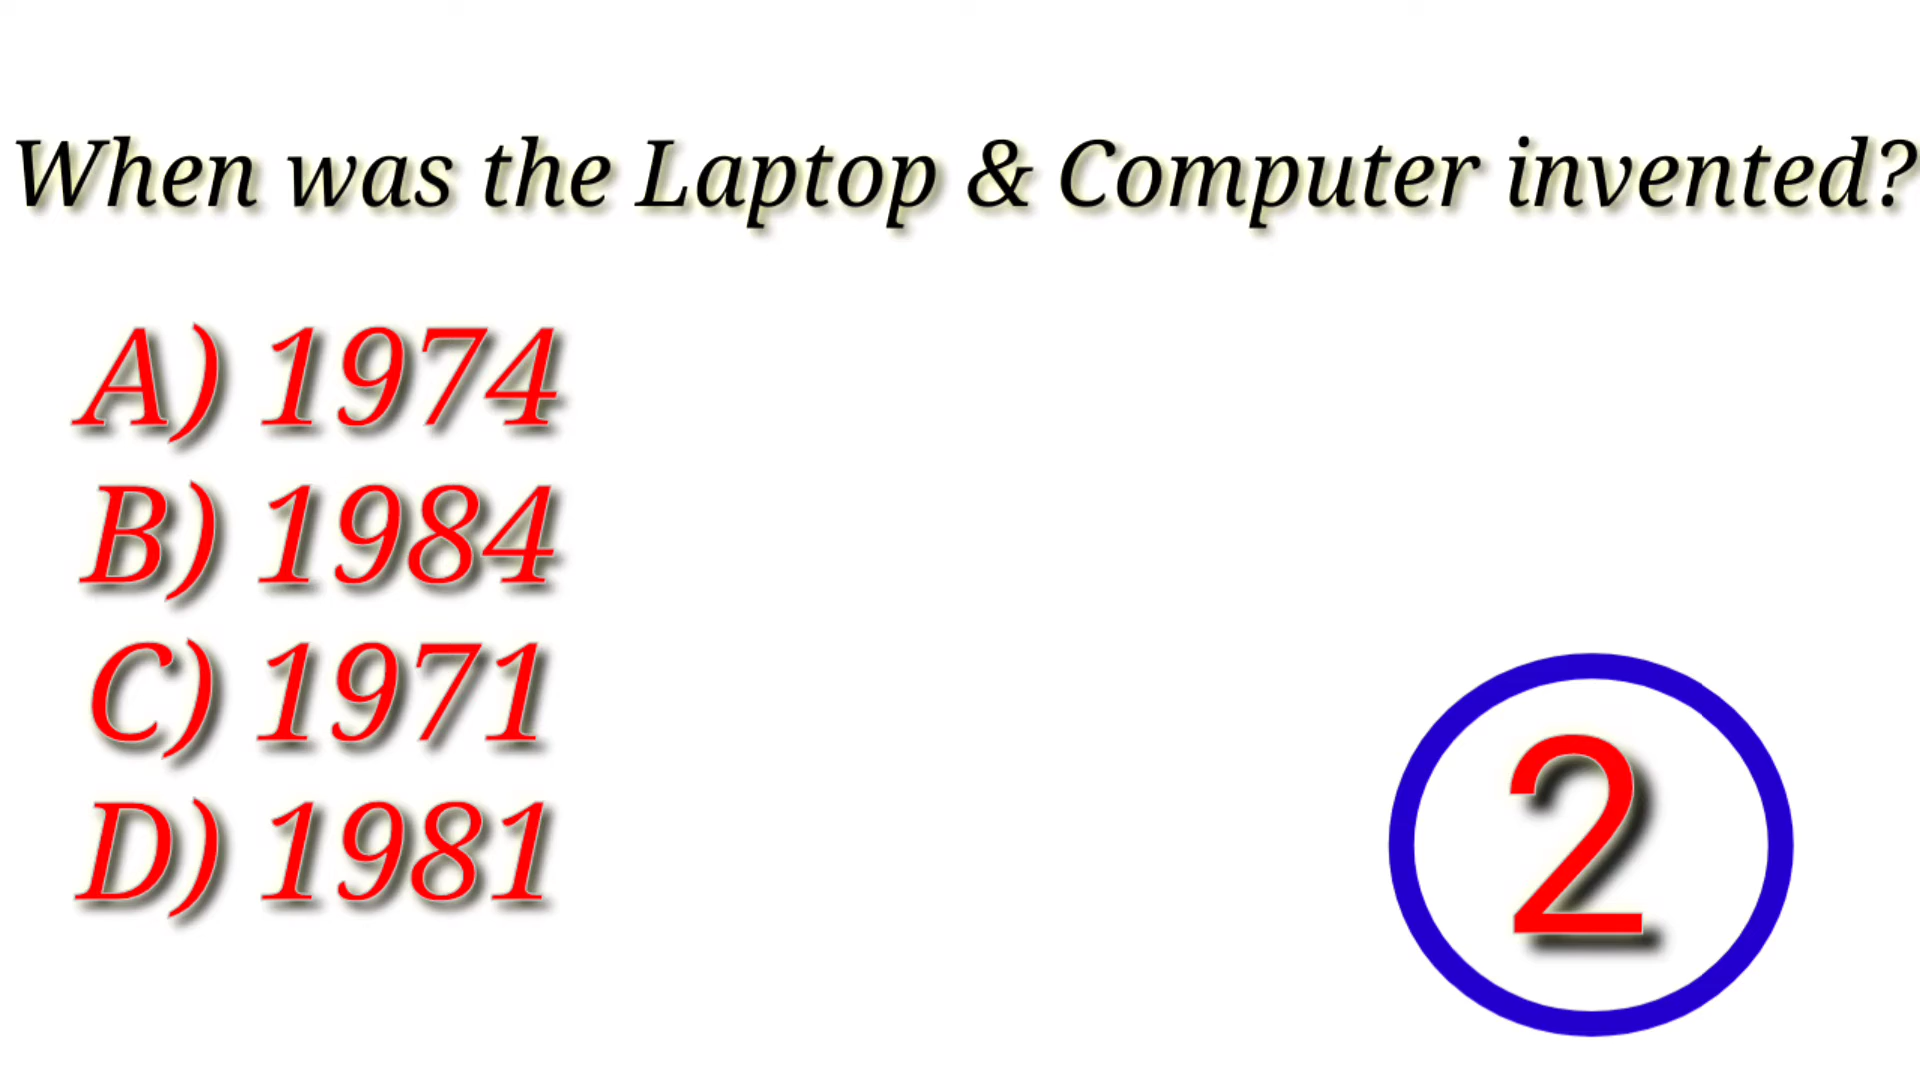 When was the Laptop & Computer invented?
A) 1974
B) 1984
C) 1971
D) 1981
2